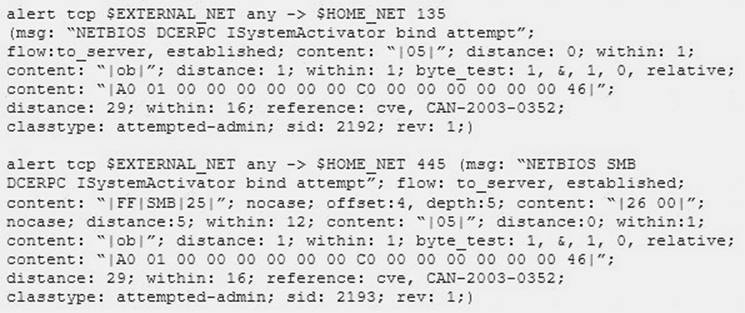 alert tcp $EXTERNAL_NET any -> $HOME_NET 135
(msg: “NETBIOS DCERPC ISystemActivator bind attempt”;
flow:to_server, established; content: “|05|”; distance: 0; within: 1;
content: “|ob|”; distance: 1; within: 1; byte_test: 1, &, 1, 0, relative;
content: “|A0 01 00 00 00 00 00 00 C0 00 00 00 00 00 00 46|”;
distance: 29; within: 16; reference: cve, CAN-2003-0352;
classtype: attempted-admin; sid: 2192; rev: 1;)
alert tcp $EXTERNAL_NET any -> $HOME_NET 445 (msg: “NETBIOS SMB
DCERPC ISystemActivator bind attempt”; flow: to_server, established;
content: “|FF|SMB|25|”; nocase; offset:4, depth:5; content: “|26 00|”;
nocase; distance:5; within: 12; content: “|05|”; distance:0; within:1;
content: “|ob|”; distance: 1; within: 1; byte_test: 1, &, 1, 0, relative;
content: “|A0 01 00 00 00 00 00 00 C0 00 00 00 00 00 00 46|”;
distance: 29; within: 16; reference: cve, CAN-2003-0352;
classtype: attempted-admin; sid: 2193; rev: 1;)